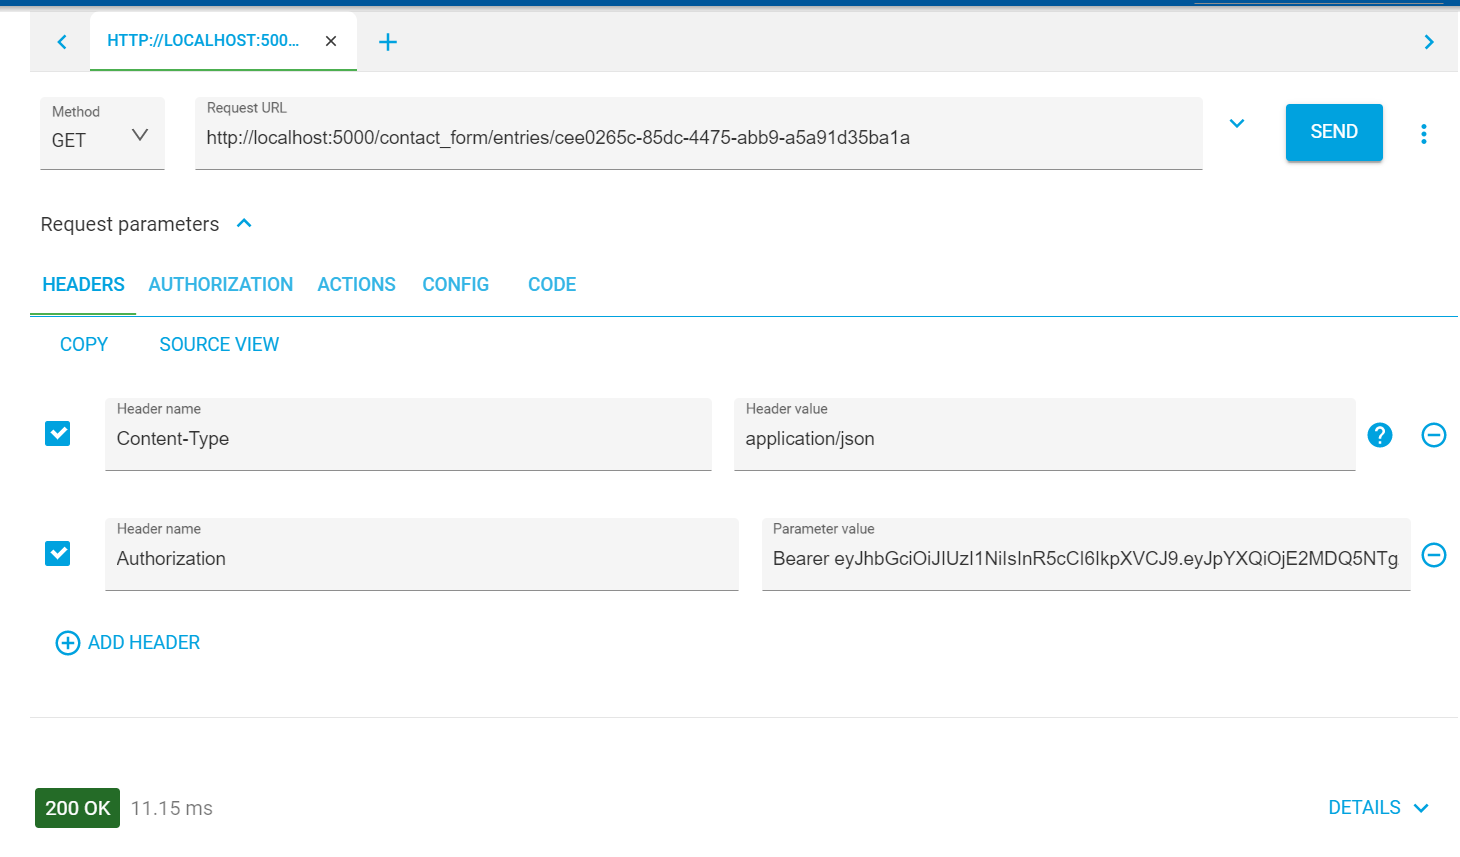 HTTP://LOCALHOST:500...
Method
GET
Request URL
http://localhost:5000/contact_form/entries/cee0265c-85dc-4475-abb9-a5a91d35ba1a
SEND
Request parameters
HEADERS AUTHORIZATION ACTIONS CONFIG CODE
COPY SOURCE VIEW
Header name
Content-Type
Header value
application/json
Header name
Authorization
Parameter value
Bearer eyJhbGciOiJIUzI1NiIsInR5cCI6IkpXVCJ9.eyJpYXQiOjE2MDQ5NTg
ADD HEADER
200 OK 11.15 ms
DETAILS